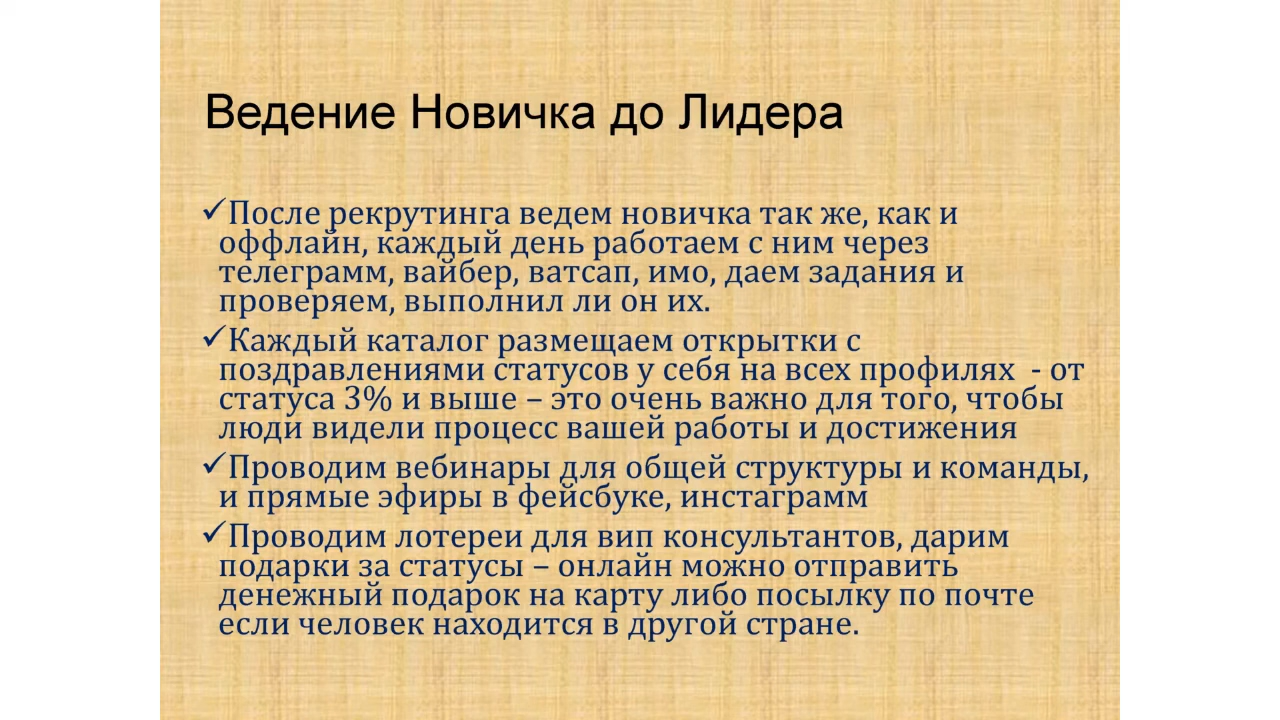 Ведение Новичка до Лидера
✓После рекрутинга ведем новичка так же, как и
оффлайн, каждый день работаем с ним через
телеграмм, вайбер, ватсап, имо, даем задания и
проверяем, выполнил ли он их.
✓Каждый каталог размещаем открытки с
поздравлениями статусов у себя на всех профилях  - от
статуса 3% и выше – это очень важно для того, чтобы
люди видели процесс вашей работы и достижения
✓Проводим вебинары для общей структуры и команды,
и прямые эфиры в фейсбуке, инстаграмм
✓Проводим лотереи для вип консультантов, дарим
подарки за статусы – онлайн можно отправить
денежный подарок на карту либо посылку по почте
если человек находится в другой стране.